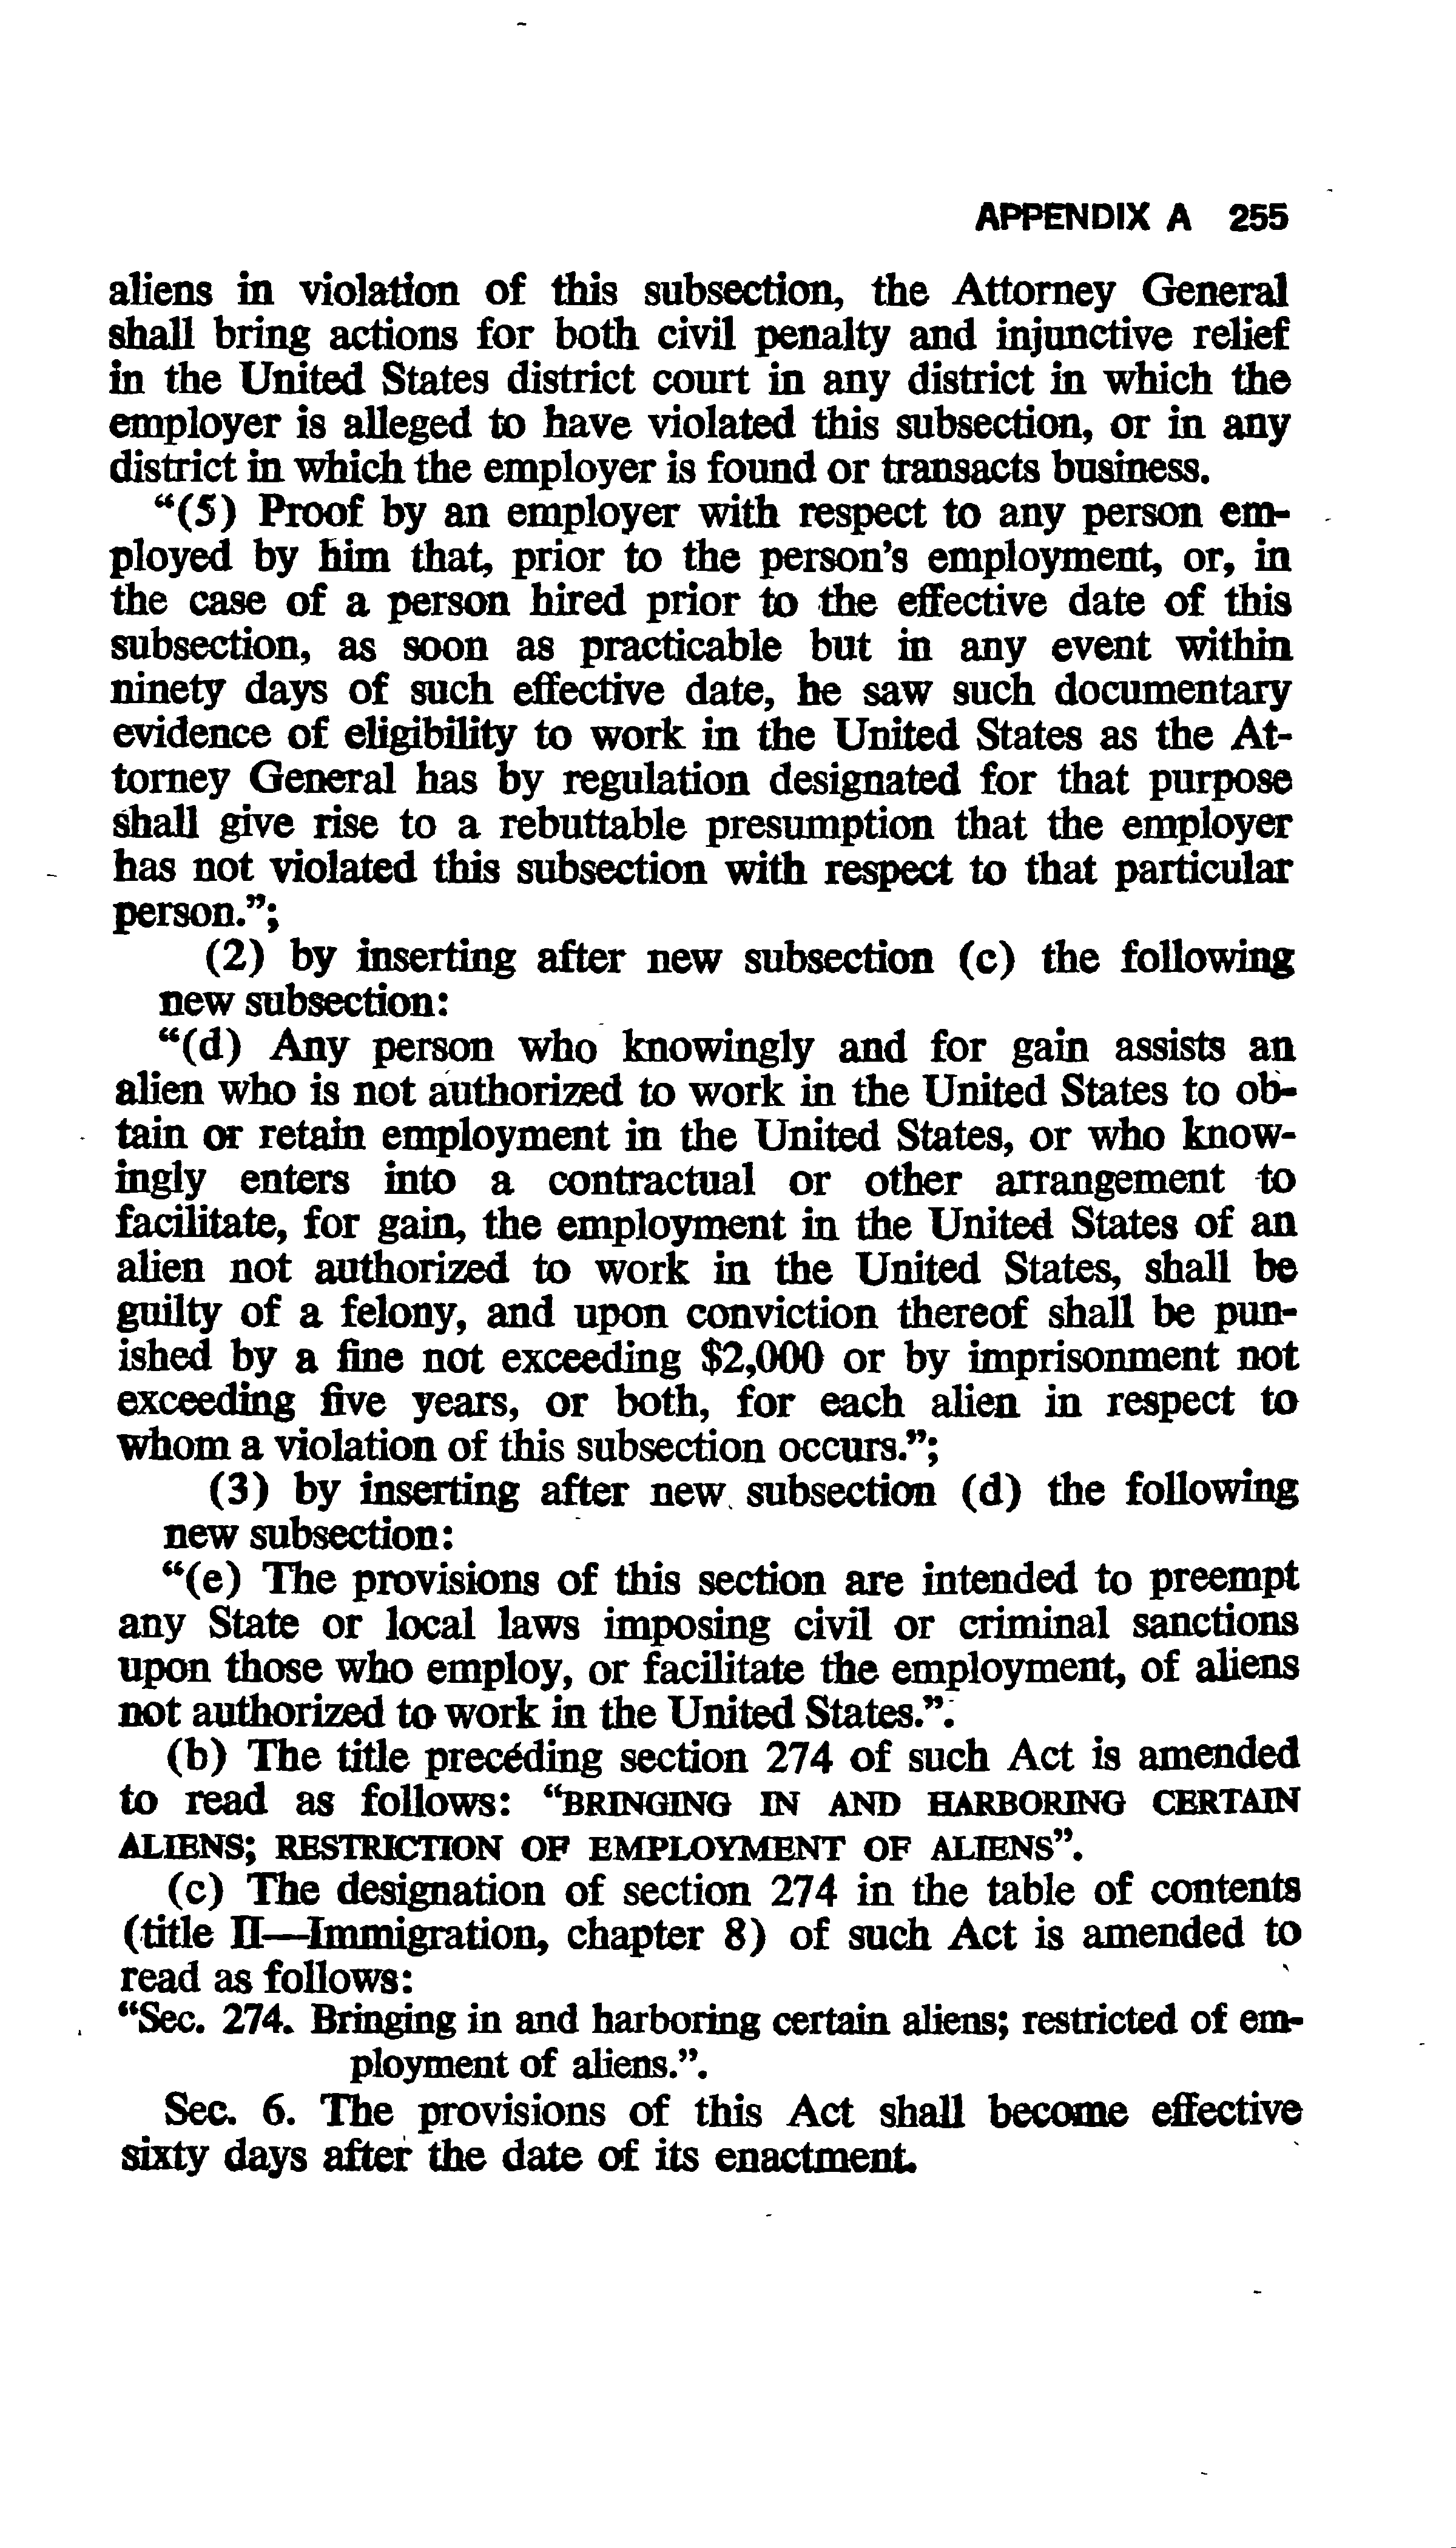 APPENDIX A 255
aliens in violation of this subsection, the Attorney General
shall bring actions for both civil penalty and injunctive relief
in the United States district court in any district in which the
employer is alleged to have violated this subsection, or in any
district in which the employer is found or transacts business.
“(5) Proof by an employer with respect to any person em-
ployed by him that, prior to the person’s employment, or, in
the case of a person hired prior to the effective date of this
subsection, as soon as practicable but in any event within
ninety days of such effective date, he saw such documentary
evidence of eligibility to work in the United States as the At-
torney General has by regulation designated for that purpose
shall give rise to a rebuttable presumption that the employer
has not violated this subsection with respect to that particular
person.”;
(2) by inserting after new subsection (c) the following
new subsection:
“(d) Any person who knowingly and for gain assists an
alien who is not authorized to work in the United States to ob-
tain or retain employment in the United States, or who know-
ingly enters into a contractual or other arrangement to
facilitate, for gain, the employment in the United States of an
alien not authorized to work in the United States, shall be
guilty of a felony, and upon conviction thereof shall be pun-
ished by a fine not exceeding $2,000 or by imprisonment not
exceeding five years, or both, for each alien in respect to
whom a violation of this subsection occurs.”;
(3) by inserting after new subsection (d) the following
new subsection:
“(e) The provisions of this section are intended to preempt
any State or local laws imposing civil or criminal sanctions
upon those who employ, or facilitate the employment, of aliens
not authorized to work in the United States.”.
(b) The title preceding section 274 of such Act is amended
to read as follows: “BRINGING IN AND HARBORING CERTAIN
ALIENS; RESTRICTION OF EMPLOYMENT OF ALIENS”.
(c) The designation of section 274 in the table of contents
(title II—Immigration, chapter 8) of such Act is amended to
read as follows:
“Sec. 274. Bringing in and harboring certain aliens; restricted of em-
ployment of aliens.”.
Sec. 6. The provisions of this Act shall become effective
sixty days after the date of its enactment.